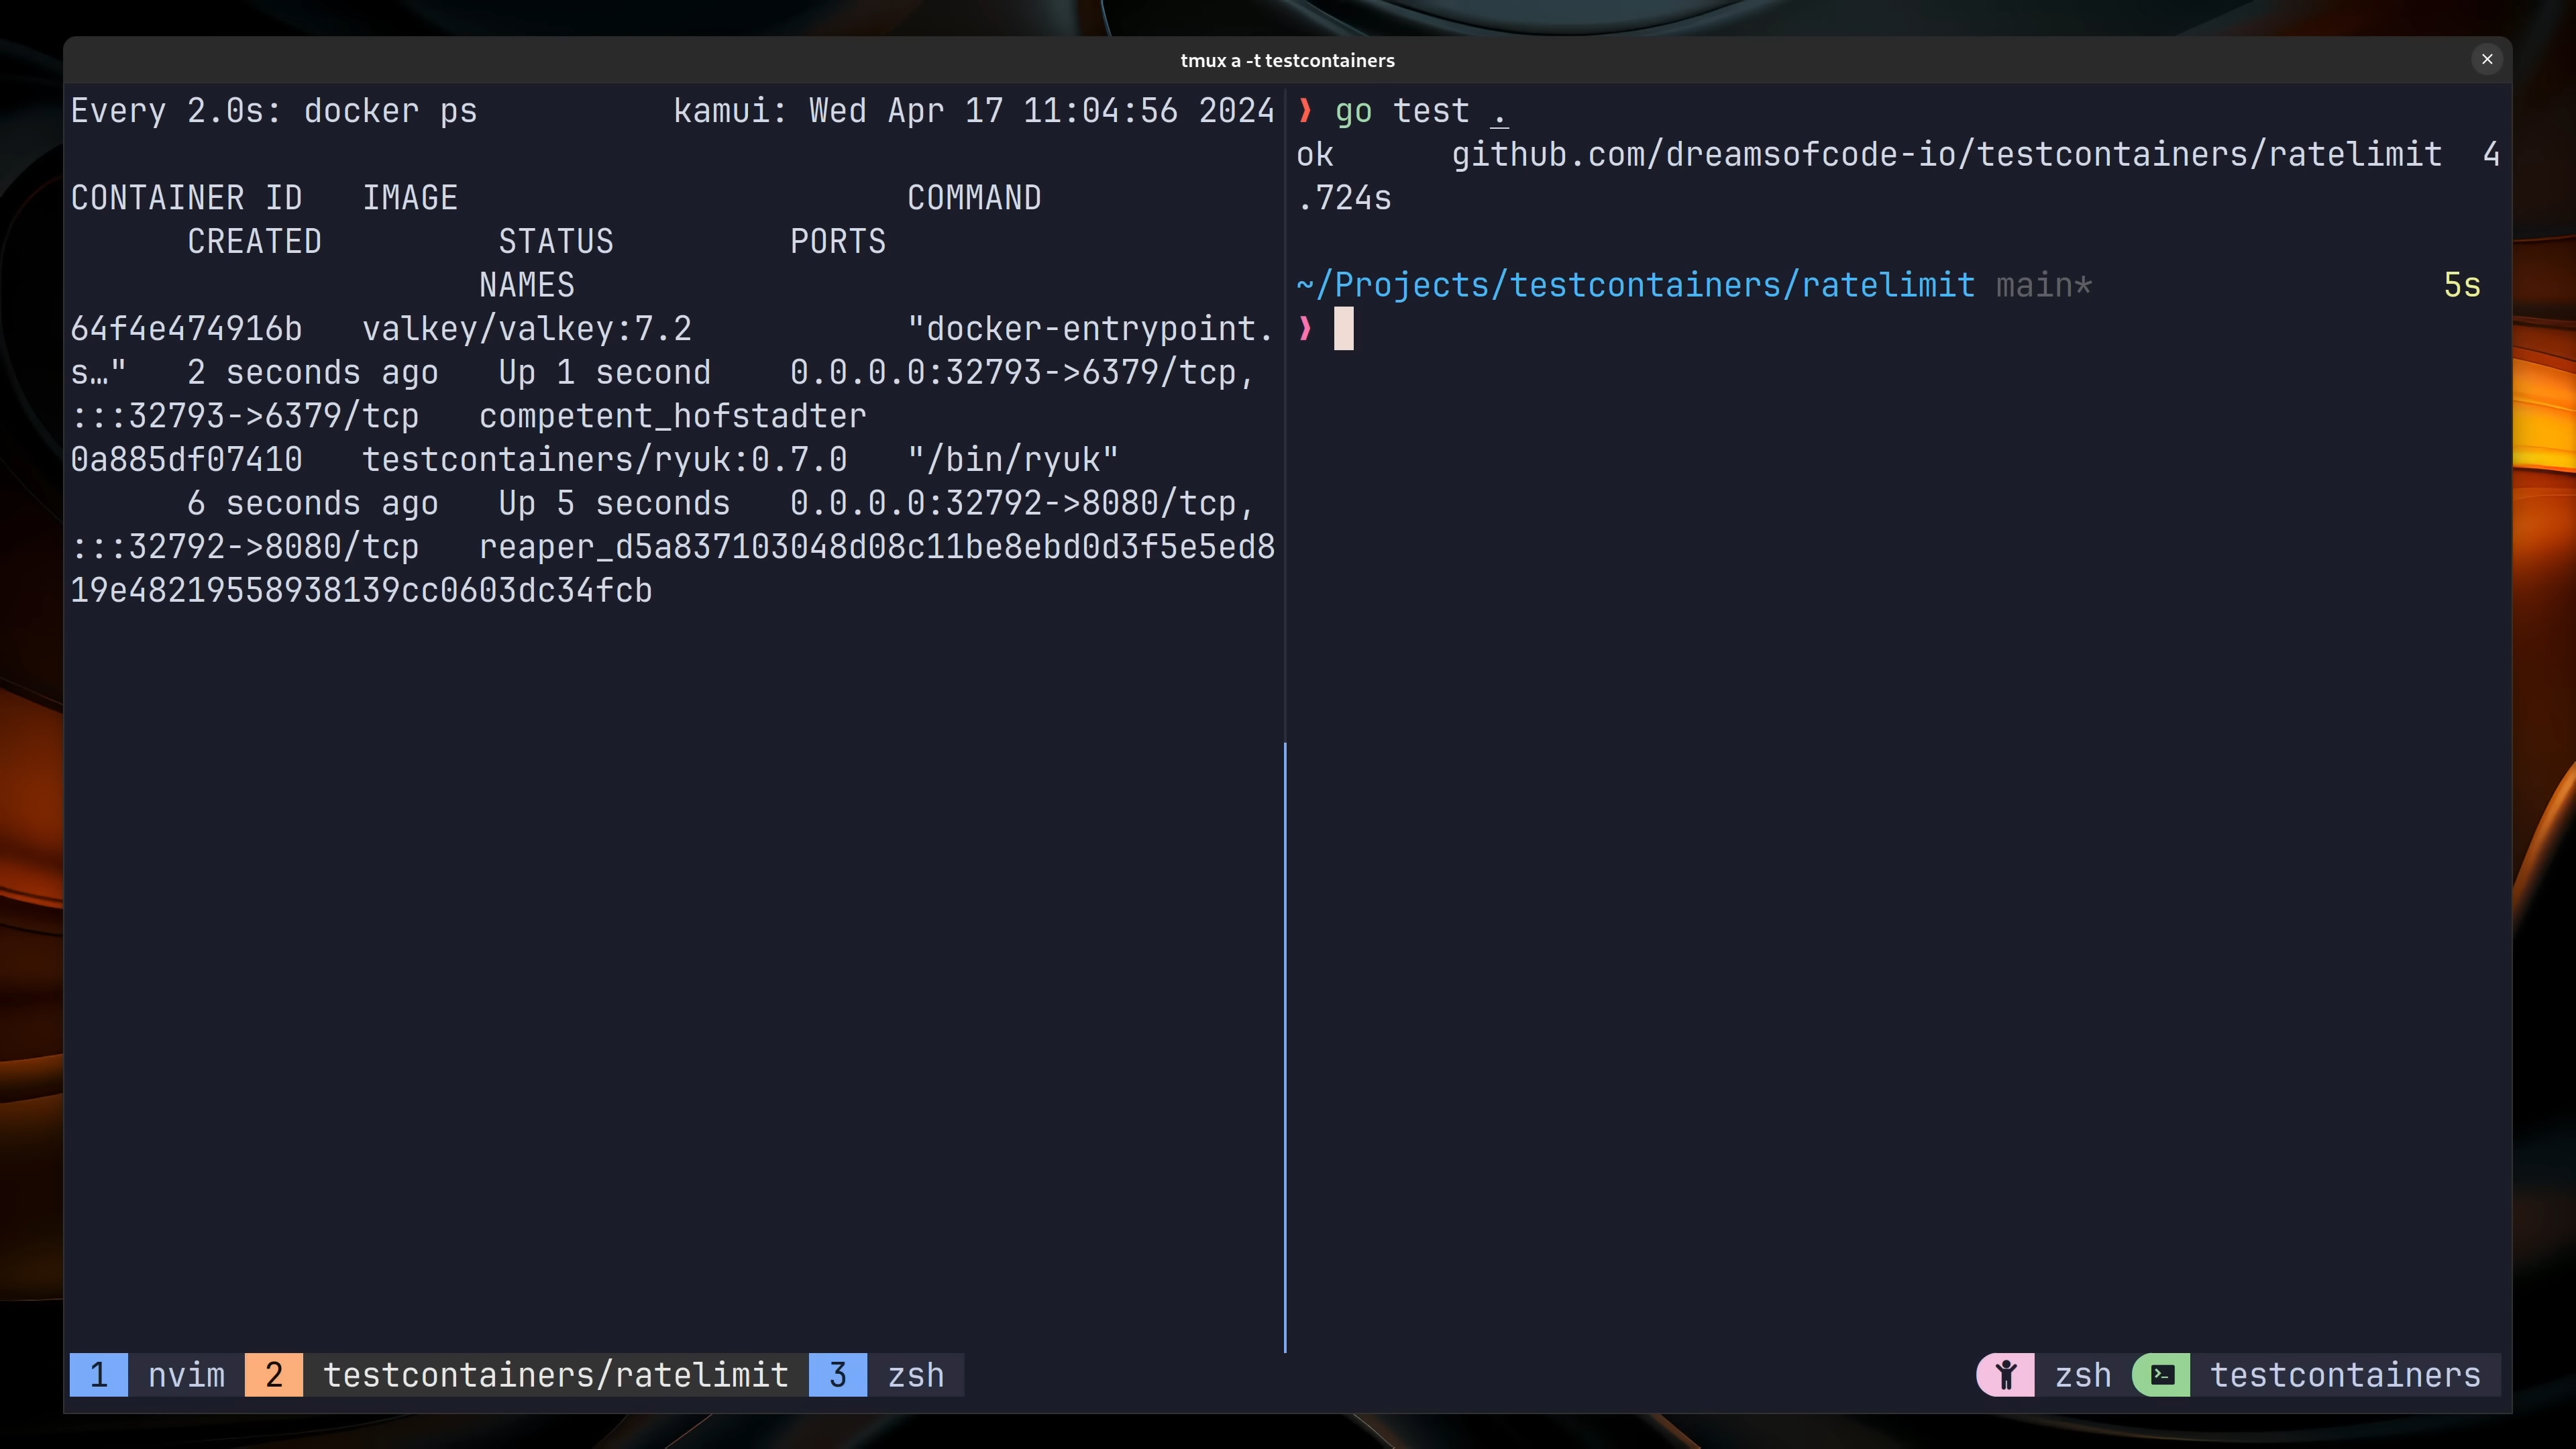 tmux a -t testcontainers
Every 2.0s: docker ps kamui: Wed Apr 17 11:04:56 2024
CONTAINER ID IMAGE COMMAND
CREATED STATUS PORTS
NAMES
64f4e474916b valkey/valkey:7.2 "docker-entrypoint.
s…" 2 seconds ago Up 1 second 0.0.0.0:32793->6379/tcp,
:::32793->6379/tcp competent_hofstadter
0a885df07410 testcontainers/ryuk:0.7.0 "/bin/ryuk"
6 seconds ago Up 5 seconds 0.0.0.0:32792->8080/tcp,
:::32792->8080/tcp reaper_d5a837103048d08c11be8ebd0d3f5e5ed8
19e48219558938139cc0603dc34fcb
❯ go test .
ok github.com/dreamsofcode-io/testcontainers/ratelimit 4
.724s
~/Projects/testcontainers/ratelimit main* 5s
❯
1 nvim 2 testcontainers/ratelimit 3 zsh
zsh testcontainers